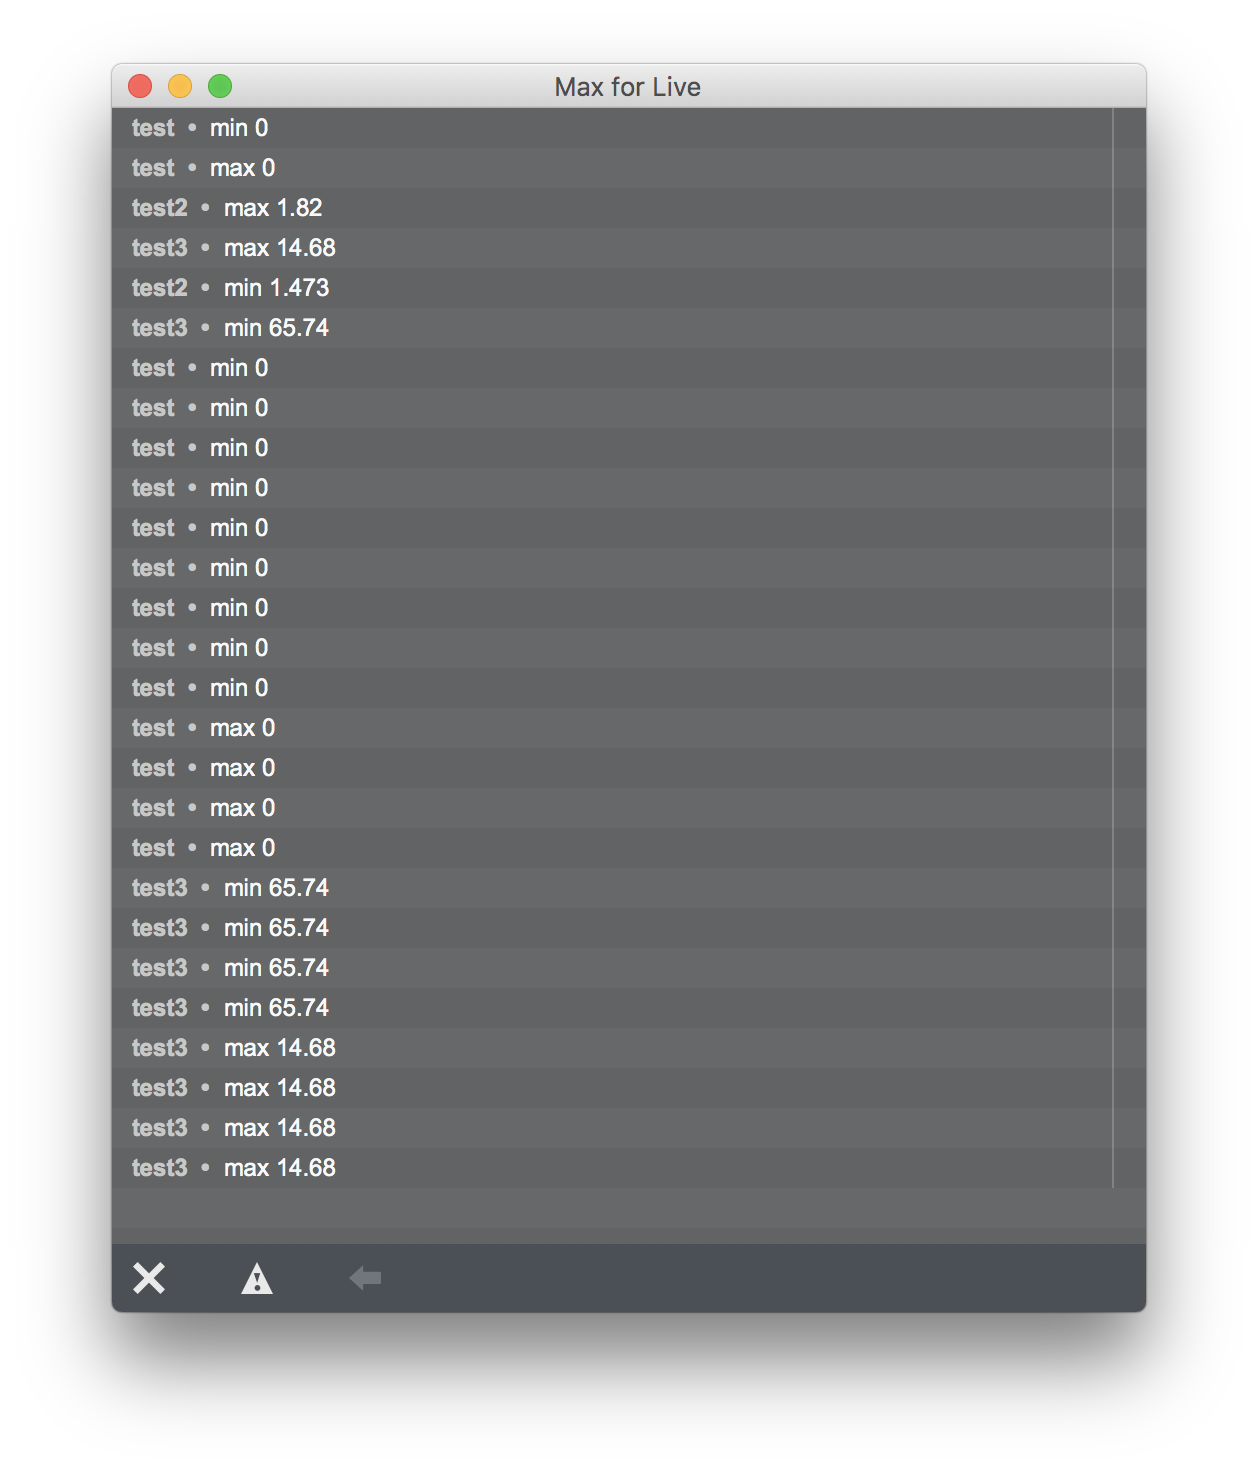 Max for Live
test • min 0
test • max 0
test2 • max 1.82
test3 • max 14.68
test2 • min 1.473
test3 • min 65.74
test • min 0
test • min 0
test • min 0
test • min 0
test • min 0
test • min 0
test • min 0
test • min 0
test • min 0
test • max 0
test • max 0
test • max 0
test • max 0
test3 • min 65.74
test3 • min 65.74
test3 • min 65.74
test3 • min 65.74
test3 • max 14.68
test3 • max 14.68
test3 • max 14.68
test3 • max 14.68